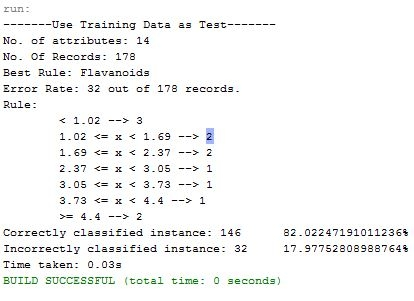 run:
-------Use Training Data as Test-------
No. of attributes: 14
No. Of Records: 178
Best Rule: Flavanoids
Error Rate: 32 out of 178 records.
Rule:
< 1.02 --> 3
1.02 <= x < 1.69 --> 2
1.69 <= x < 2.37 --> 2
2.37 <= x < 3.05 --> 1
3.05 <= x < 3.73 --> 1
3.73 <= x < 4.4 --> 1
>= 4.4 --> 2
Correctly classified instance: 146 82.02247191011236%
Incorrectly classified instance: 32 17.97752808988764%
Time taken: 0.03s
BUILD SUCCESSFUL (total time: 0 seconds)